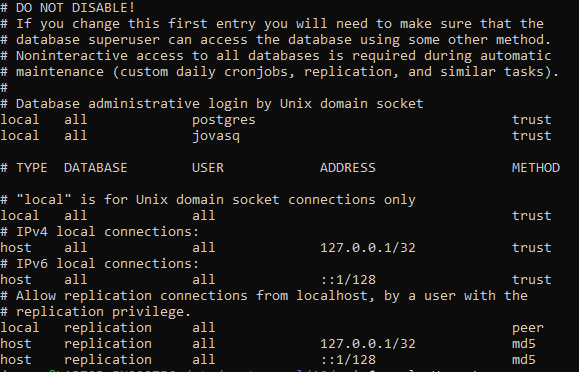 # DO NOT DISABLE!
# If you change this first entry you will need to make sure that the
# database superuser can access the database using some other method.
# Noninteractive access to all databases is required during automatic
# maintenance (custom daily cronjobs, replication, and similar tasks).
#
# Database administrative login by Unix domain socket
local   all             postgres                                trust
local   all             jovasq                                  trust
# TYPE  DATABASE        USER            ADDRESS                 METHOD
# "local" is for Unix domain socket connections only
local   all             all                                     trust
# IPv4 local connections:
host    all             all             127.0.0.1/32            trust
# IPv6 local connections:
host    all             all             ::1/128                 trust
# Allow replication connections from localhost, by a user with the
# replication privilege.
local   replication     all                                     peer
host    replication     all             127.0.0.1/32            md5
host    replication     all             ::1/128                 md5